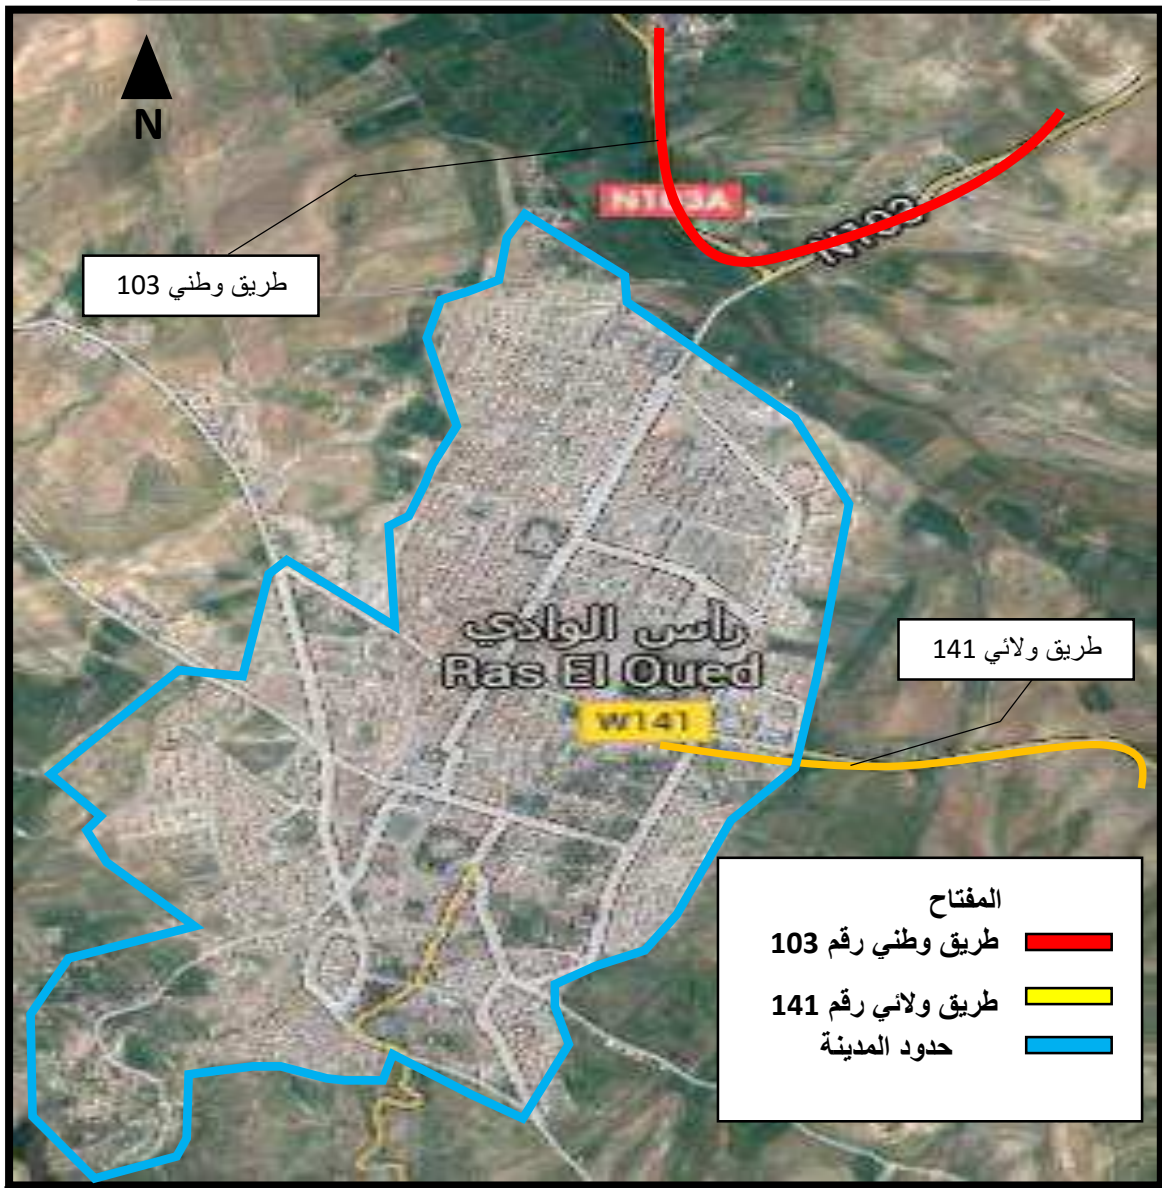 N
N103A
N103
طريق وطني 103
راس الوادي
Ras El Oued
طريق ولائي 141
W141
المفتاح
طريق وطني رقم 103
طريق ولائي رقم 141
حدود المدينة